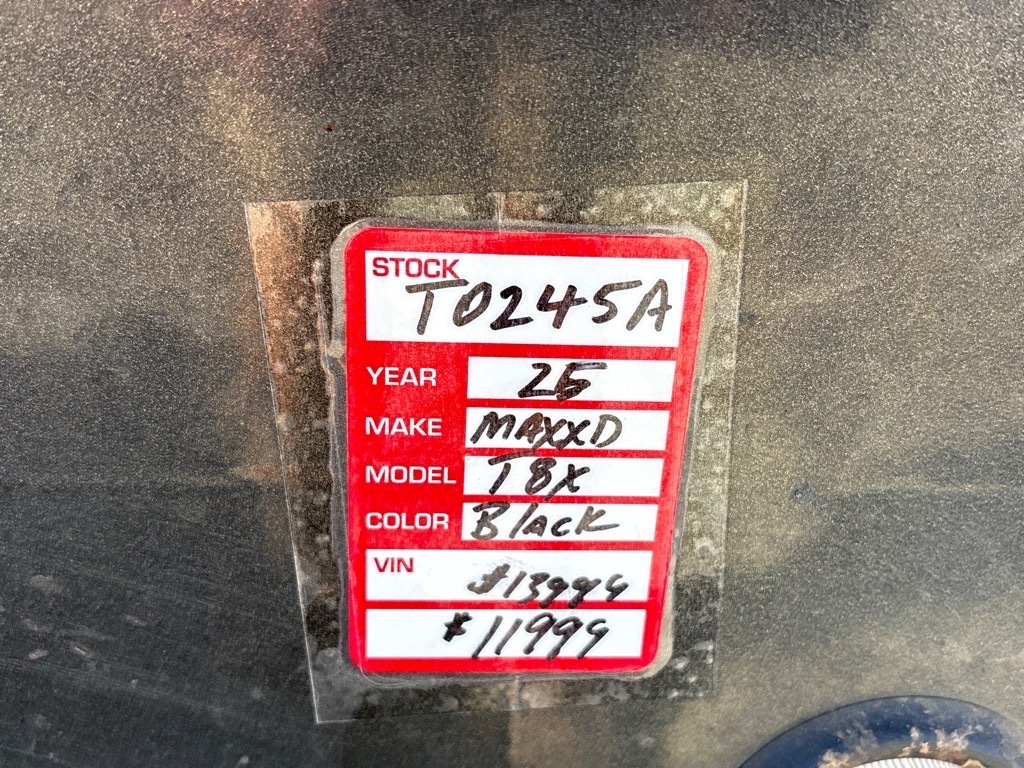 STOCK T0245A
YEAR 25
MAKE MAXXD
MODEL T8X
COLOR Black
VIN $13999
$11999